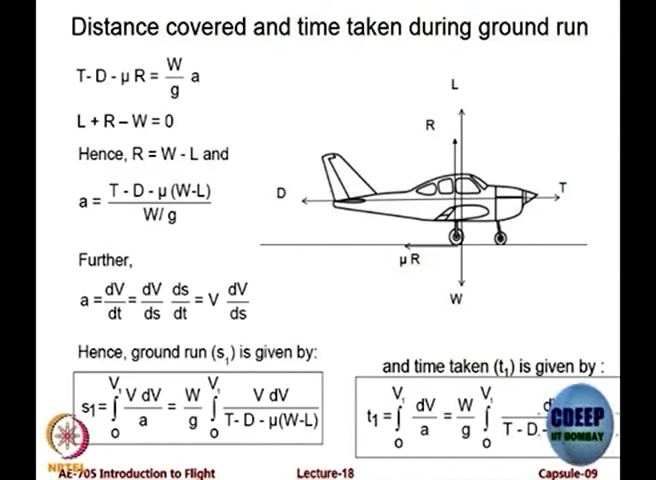 Distance covered and time taken during ground run
T- D - μ R = W/g a
L + R – W = 0
Hence, R = W - L and
a = T - D - μ (W-L) / W/ g
Further,
a = dV/dt = dV/ds ds/dt = V dV/ds
Hence, ground run (s₁) is given by:
s₁ = ∫₀^V₁ V dV/a = W/g ∫₀^V₁ V dV / T- D - μ(W-L)
L
R
D
T
μ R
W
and time taken (t₁) is given by :
t₁ = ∫₀^V₁ dV/a = W/g ∫₀^V₁ d / T - D -
CDEEP
IIT BOMBAY
NPTEL
AE-705 Introduction to Flight
Lecture-18
Capsule-09